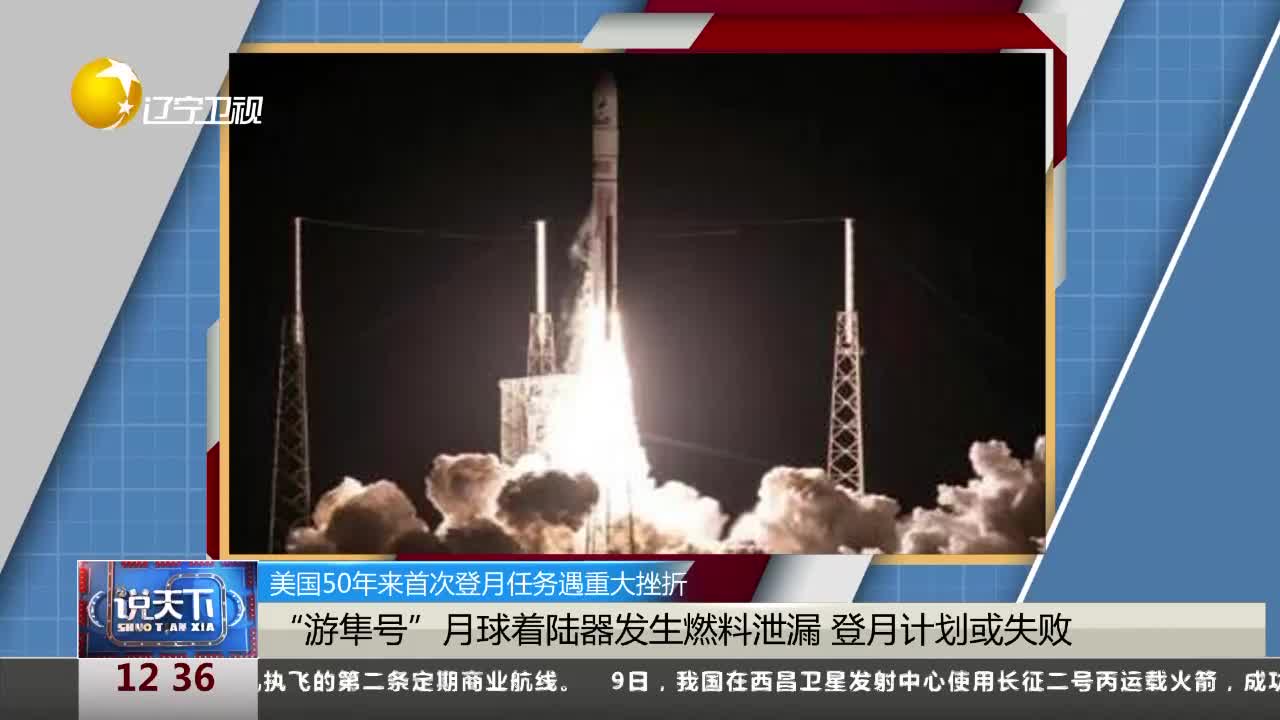 辽宁卫视
美国50年来首次登月任务遇重大挫折
说天下
SHUO TIAN XIA
“游隼号”月球着陆器发生燃料泄漏 登月计划或失败
12 36
执飞的第二条定期商业航线。 9日，我国在西昌卫星发射中心使用长征二号丙运载火箭，成功